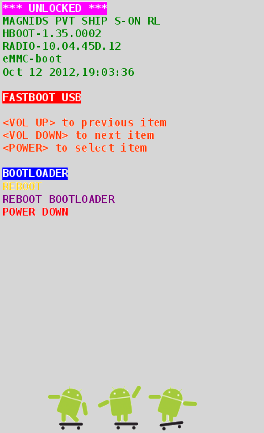 *** UNLOCKED ***
MAGNIDS PVT SHIP S-ON RL
HBOOT-1.35.0002
RADIO-10.04.45D.12
eMMC-boot
Oct 12 2012,19:03:36
FASTBOOT USB
<VOL UP> to previous item
<VOL DOWN> to next item
<POWER> to select item
BOOTLOADER
REBOOT
REBOOT BOOTLOADER
POWER DOWN